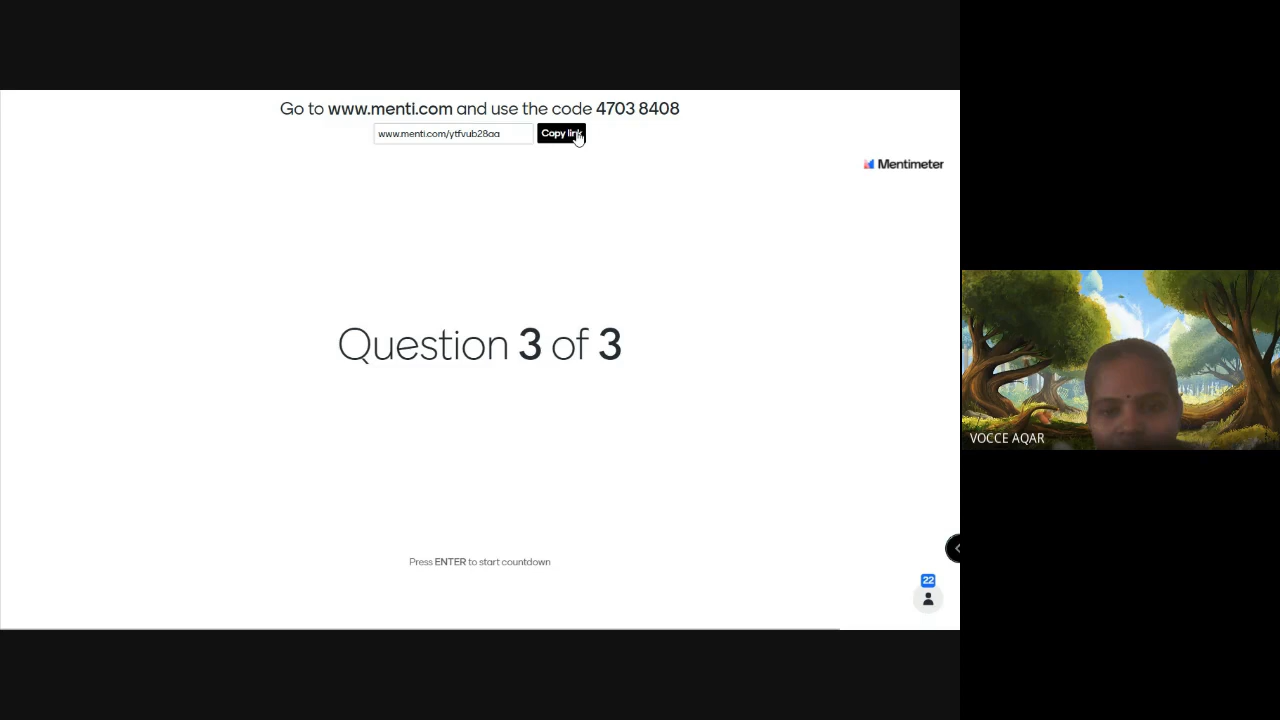 Go to www.menti.com and use the code 4703 8408
www.menti.com/ytfvub28aa
Copy link
Mentimeter
Question 3 of 3
VOCCE AQAR
Press ENTER to start countdown
22